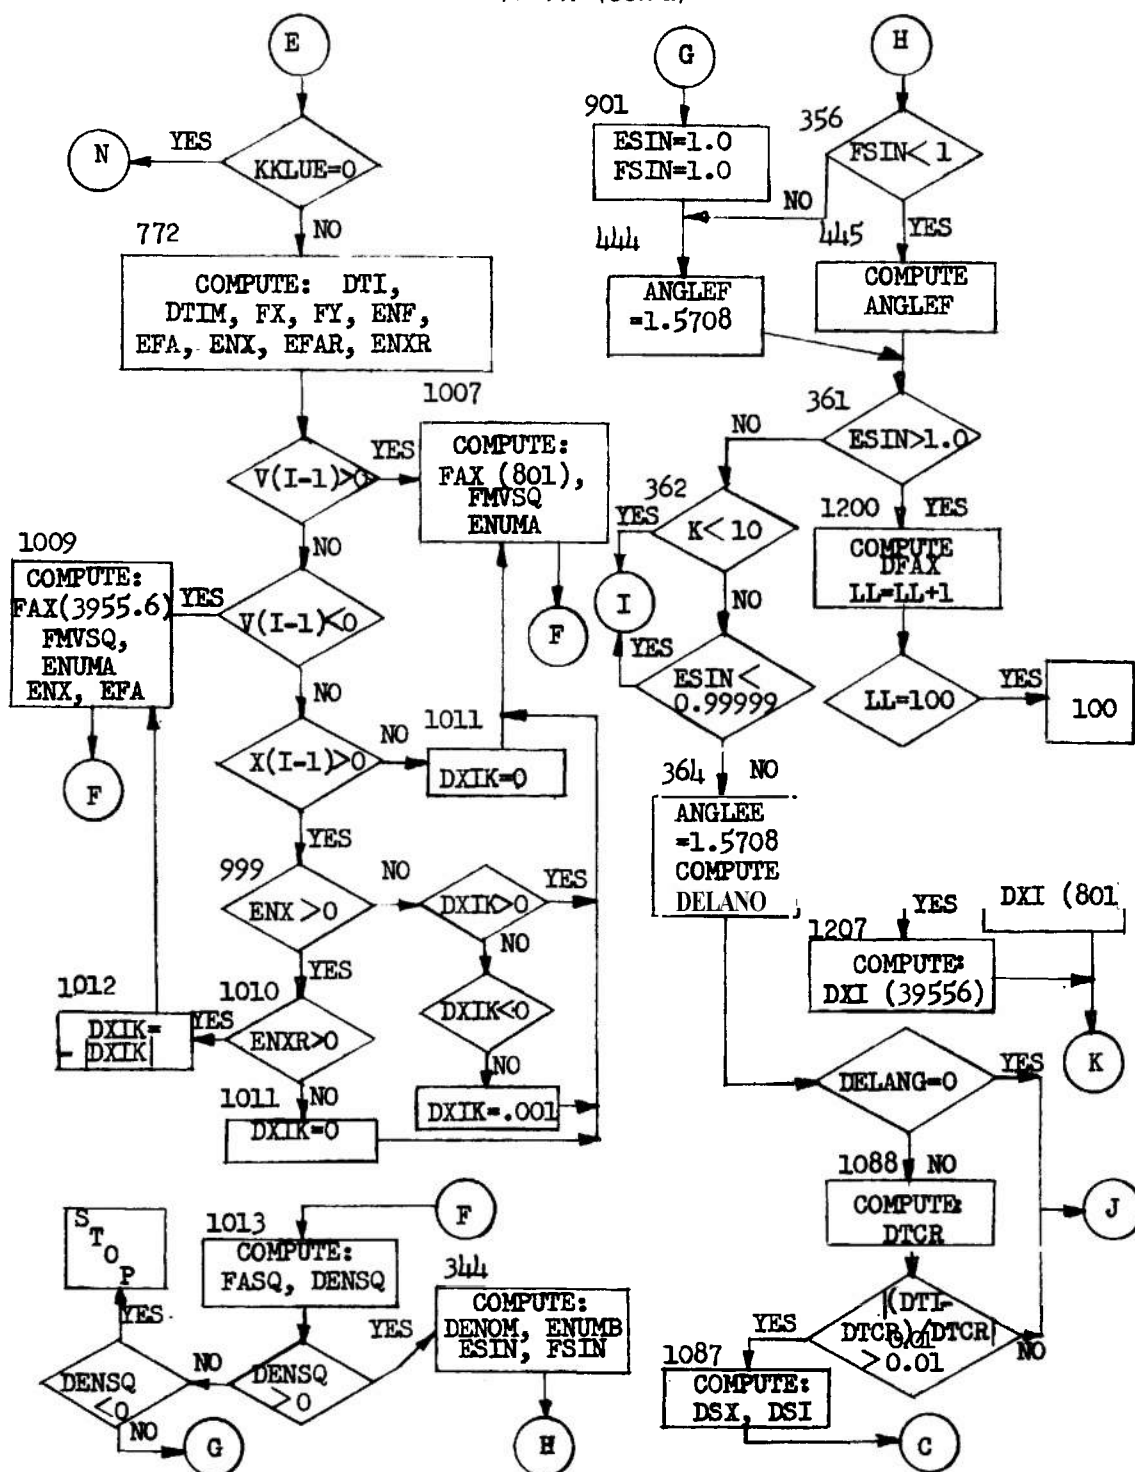 E
KKLUE=0
YES
N
NO
772
COMPUTE: DTI,
DTIM, FX, FY, ENF,
EFA, ENX, EFAR, ENXR
V(I-1)>0
YES
1007
COMPUTE:
FAX (801),
FMVSQ
ENUMA
F
NO
V(I-1)<0
YES
1009
COMPUTE:
FAX(3955.6)
FMVSQ,
ENUMA
ENX, EFA
F
NO
X(I-1)>0
NO
1011
DXIK=0
YES
999
ENX >0
NO
DXIK>0
YES
NO
DXIK<0
NO
DXIK=.001
YES
1010
ENXR>0
YES
1012
DXIK=
- |DXIK|
NO
1011
DXIK=0
F
1013
COMPUTE:
FASQ, DENSQ
DENSQ
>0
YES
344
COMPUTE:
DENOM, ENUMB
ESIN, FSIN
H
NO
DENSQ
<0
YES
STOP
NO
G
G
901
ESIN=1.0
FSIN=1.0
444
ANGLEF
=1.5708
H
356
FSIN< 1
NO
YES
445
COMPUTE
ANGLEF
361
ESIN>1.0
NO
362
K< 10
YES
I
NO
ESIN <
0.99999
YES
NO
364
ANGLEE
=1.5708
COMPUTE
DELANO
YES
1200
COMPUTE
DFAX
LL=LL+1
LL=100
YES
100
YES
1207
COMPUTE:
DXI (39556)
DXI (801
K
DELANG=0
YES
J
NO
1088
COMPUTE:
DTCR
|(DTI-
DTCR)/DTCR|
0.01
>0.01
NO
YES
1087
COMPUTE:
DSX, DSI
C